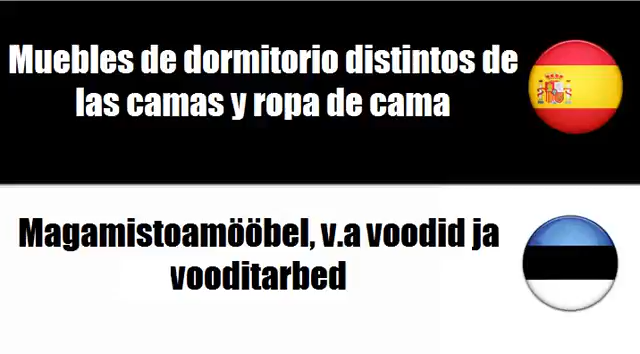 Muebles de dormitorio distintos de
las camas y ropa de cama
Magamistoamööbel, v.a voodid ja
vooditarbed